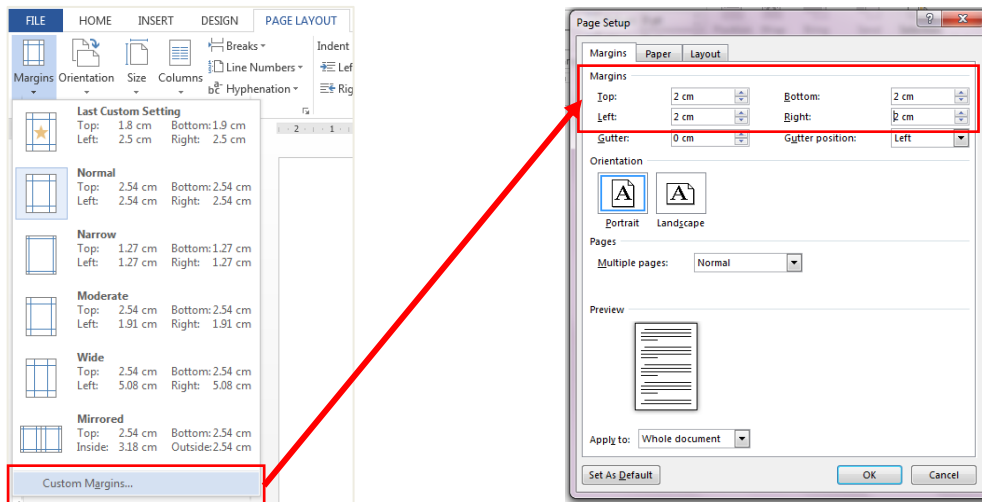 FILE HOME INSERT DESIGN PAGE LAYOUT
Breaks
Line Numbers
Hyphenation
Indent
Lef
Rig
Margins Orientation Size Columns
2 1
Last Custom Setting
Top: 1.8 cm Bottom: 1.9 cm
Left: 2.5 cm Right: 2.5 cm
Normal
Top: 2.54 cm Bottom: 2.54 cm
Left: 2.54 cm Right: 2.54 cm
Narrow
Top: 1.27 cm Bottom: 1.27 cm
Left: 1.27 cm Right: 1.27 cm
Moderate
Top: 2.54 cm Bottom: 2.54 cm
Left: 1.91 cm Right: 1.91 cm
Wide
Top: 2.54 cm Bottom: 2.54 cm
Left: 5.08 cm Right: 5.08 cm
Mirrored
Top: 2.54 cm Bottom: 2.54 cm
Inside: 3.18 cm Outside: 2.54 cm
Custom Margins...
Page Setup
Margins Paper Layout
Margins
Top: 2 cm Bottom: 2 cm
Left: 2 cm Right: 2 cm
Gutter: 0 cm Gutter position: Left
Orientation
A A
Portrait Landscape
Pages
Multiple pages: Normal
Preview
Apply to: Whole document
Set As Default OK Cancel